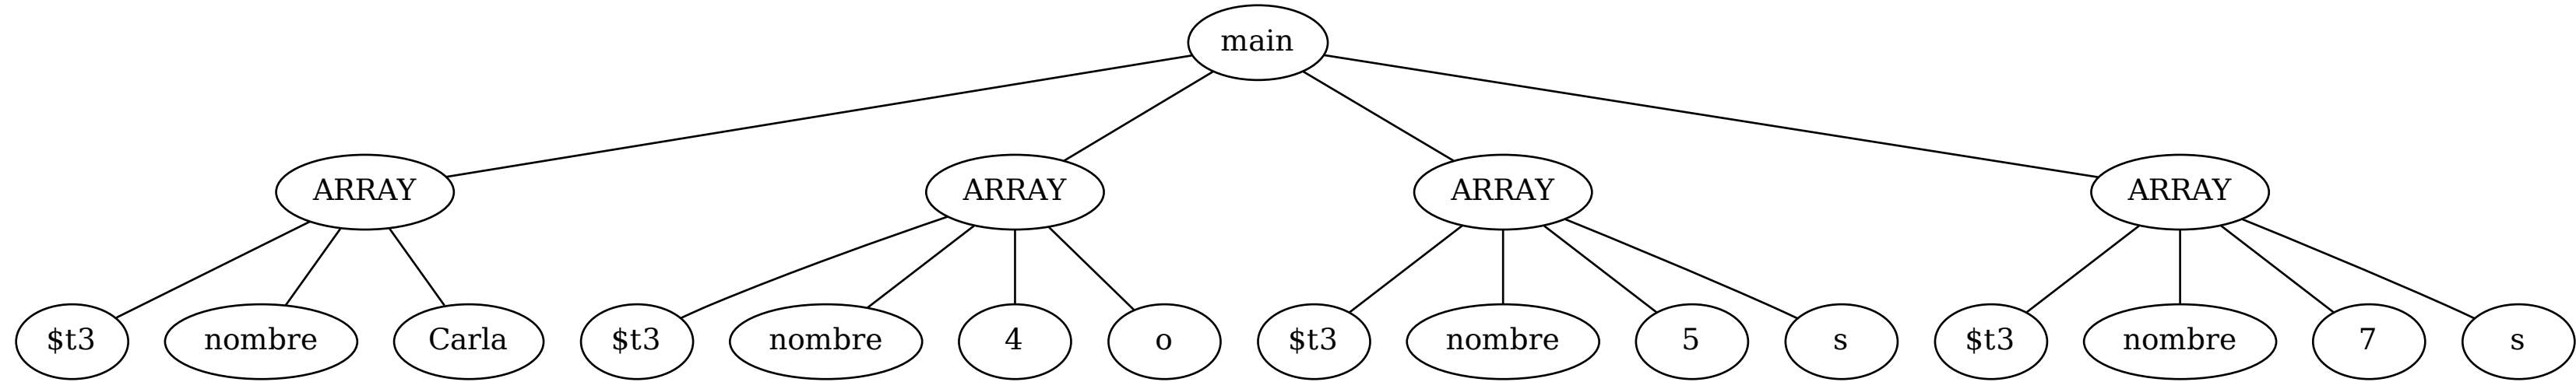 main
ARRAY ARRAY ARRAY ARRAY
$t3 nombre Carla $t3 nombre 4 o $t3 nombre 5 s $t3 nombre 7 s